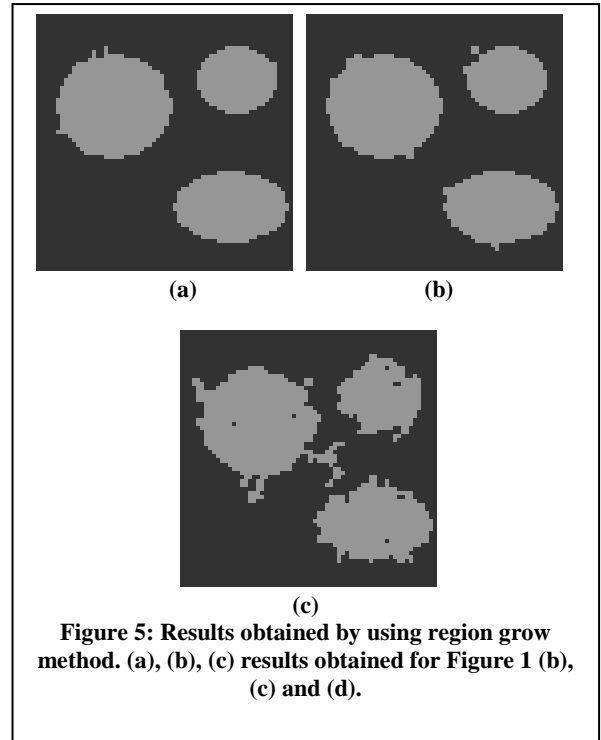 (a)
(b)
(c)
Figure 5: Results obtained by using region grow
method. (a), (b), (c) results obtained for Figure 1 (b),
(c) and (d).